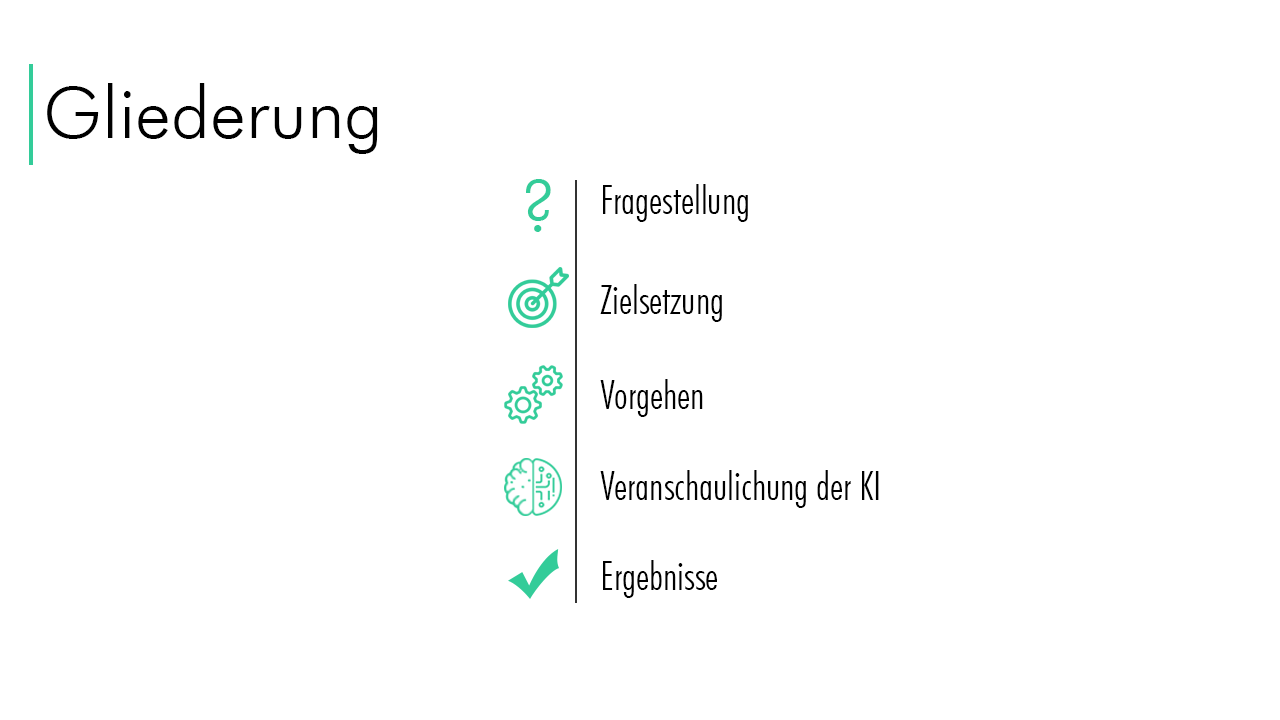 Gliederung
Fragestellung
Zielsetzung
Vorgehen
Veranschaulichung der KI
Ergebnisse